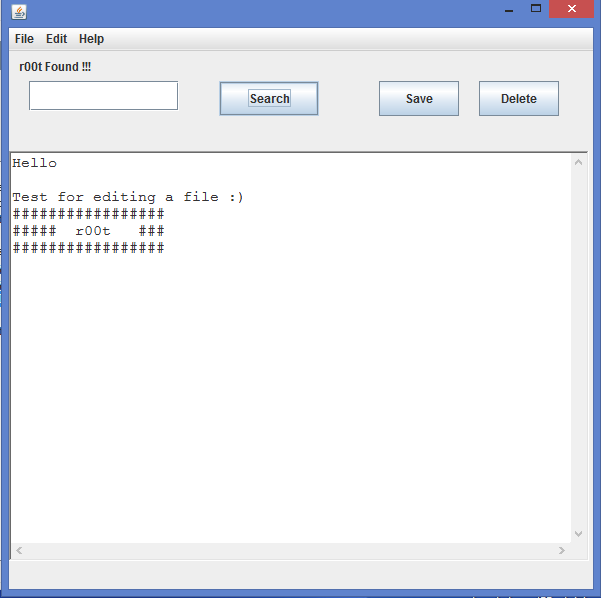 File Edit Help
r00t Found !!!
Search Save Delete
Hello
Test for editing a file :)
#################
#####  r00t   ###
#################